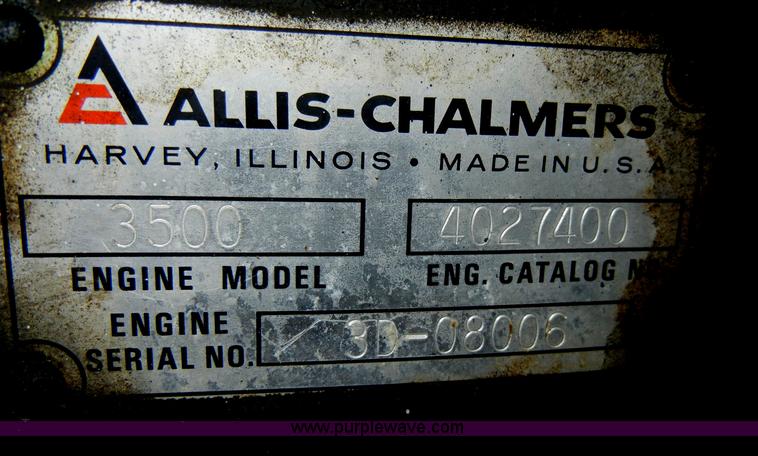 ALLIS-CHALMERS
HARVEY, ILLINOIS • MADE IN U.S.A
3500 4027400
ENGINE MODEL ENG. CATALOG
ENGINE
SERIAL NO. / 3D-08006
www.purplewave.com